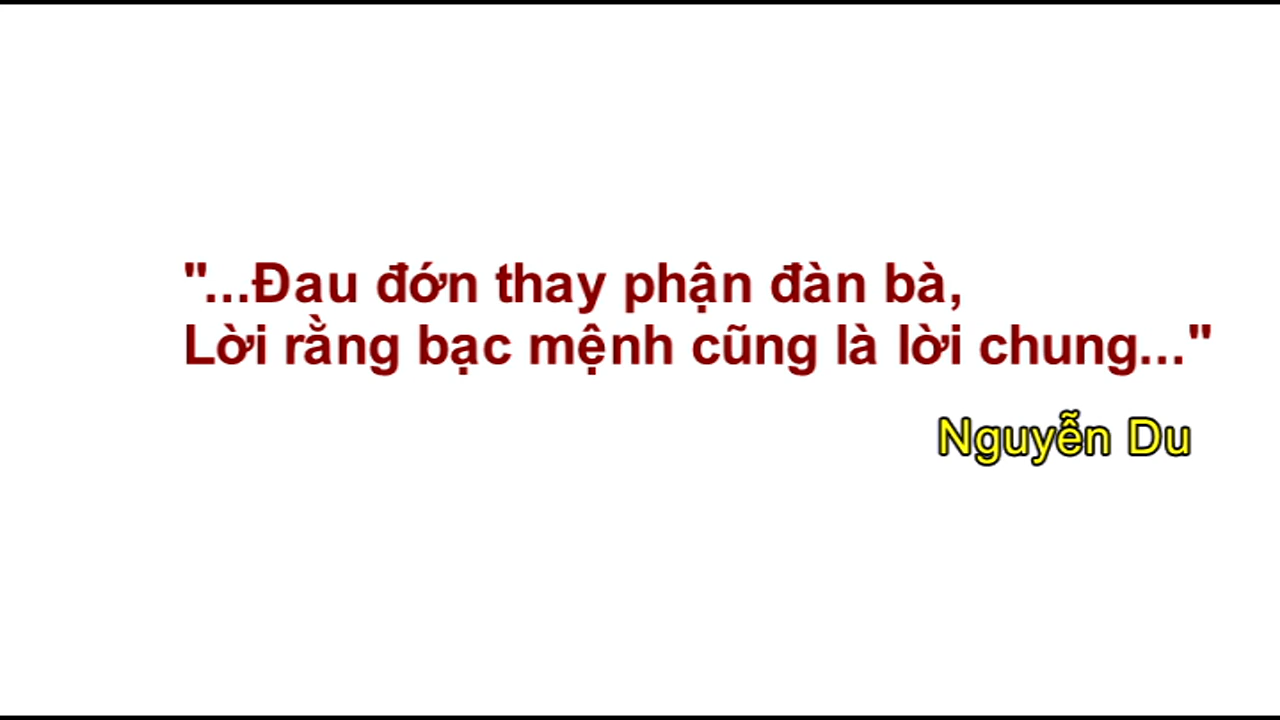 "...Đau đớn thay phận đàn bà,
Lời rằng bạc mệnh cũng là lời chung..."
Nguyễn Du